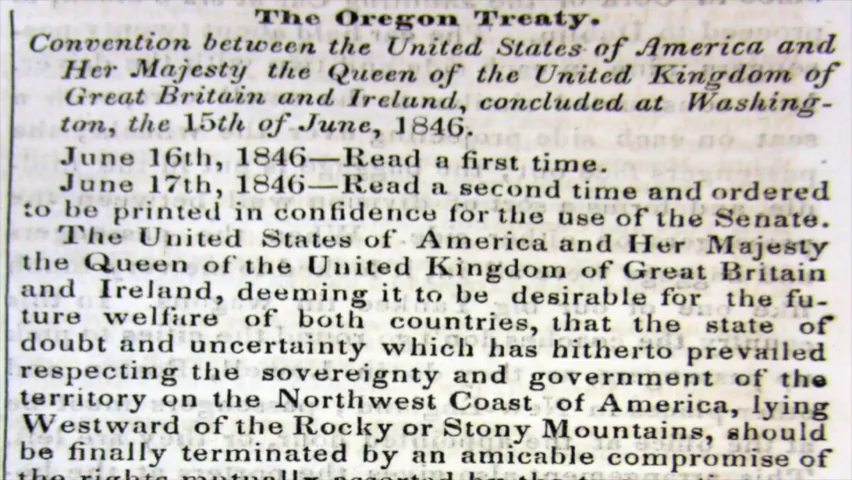 The Oregon Treaty.
Convention between the United States of America and
Her Majesty the Queen of the United Kingdom of
Great Britain and Ireland, concluded at Washing-
ton, the 15th of June, 1846.
June 16th, 1846—Read a first time.
June 17th, 1846—Read a second time and ordered
to be printed in confidence for the use of the Senate.
The United States of America and Her Majesty
the Queen of the United Kingdom of Great Britain
and Ireland, deeming it to be desirable for the fu-
ture welfare of both countries, that the state of
doubt and uncertainty which has hitherto prevailed
respecting the sovereignty and government of the
territory on the Northwest Coast of America, lying
Westward of the Rocky or Stony Mountains, should
be finally terminated by an amicable compromise of
the rights mutually asserted by the